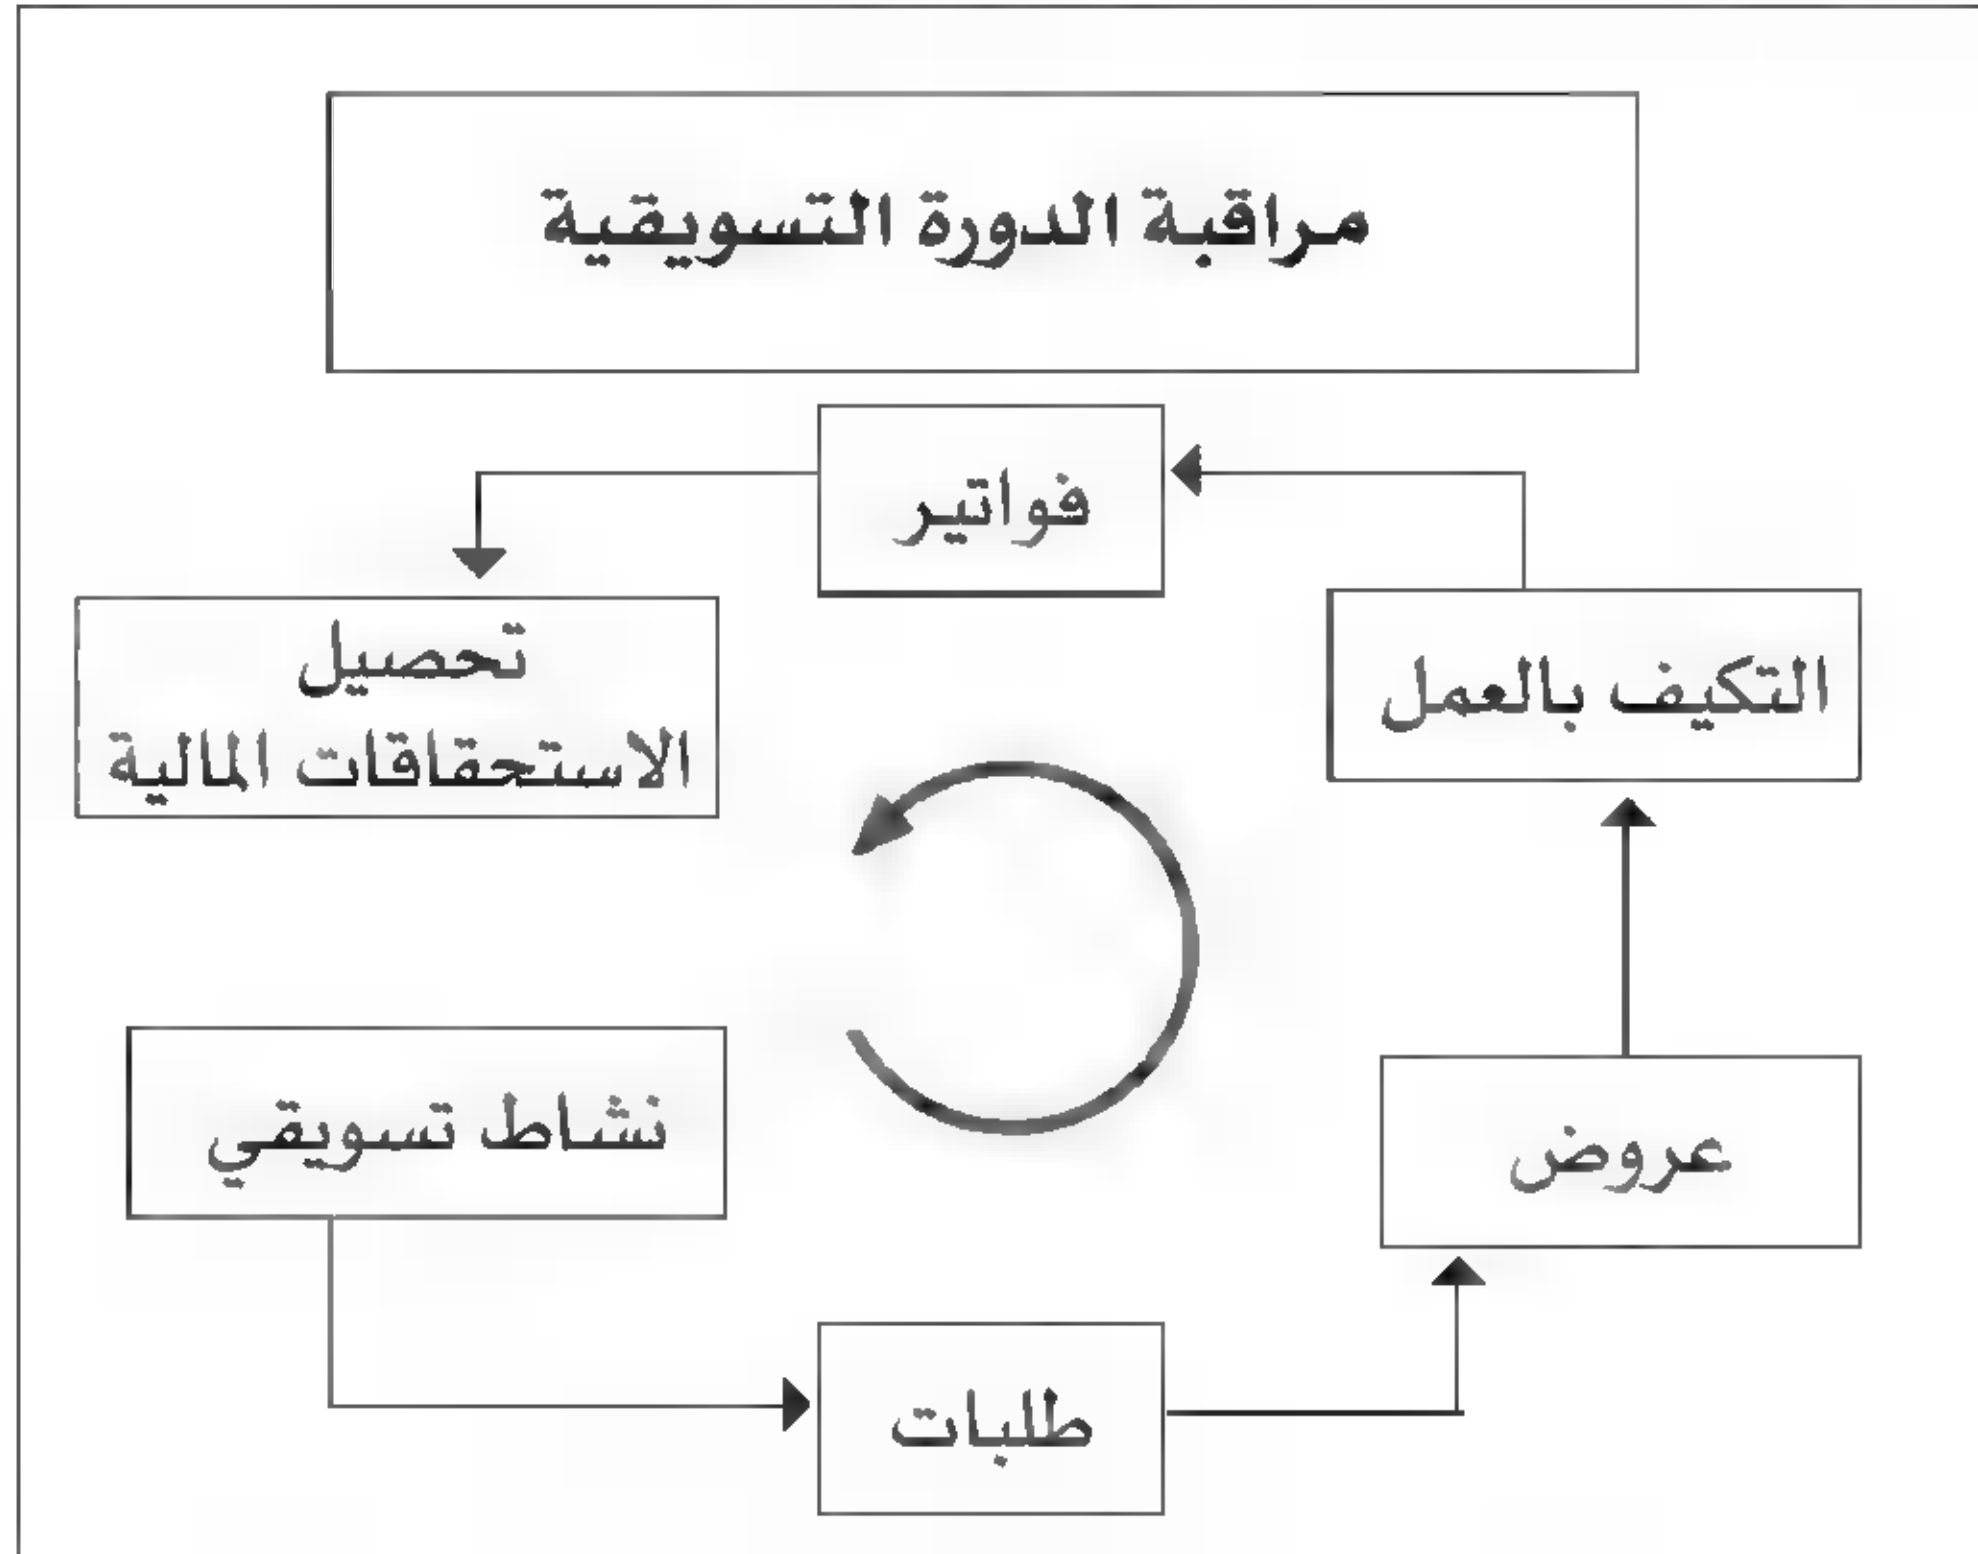 مراقبة الدورة التسويقية
فواتير
التكيف بالعمل
تحصيل
الاستحقاقات المالية
نشاط تسويقي
عروض
طلبات